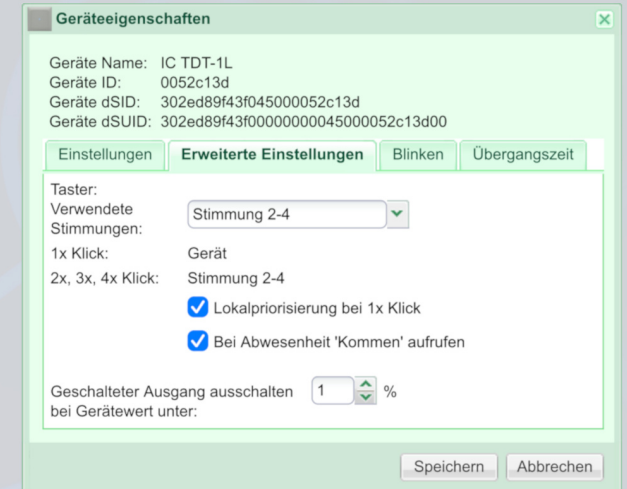 Geräteeigenschaften
Geräte Name: IC TDT-1L
Geräte ID: 0052c13d
Geräte dSID: 302ed89f43f045000052c13d
Geräte dSUID: 302ed89f43f00000000045000052c13d00
Einstellungen Erweiterte Einstellungen Blinken Übergangszeit
Taster:
Verwendete Stimmungen: Stimmung 2-4
1x Klick: Gerät
2x, 3x, 4x Klick: Stimmung 2-4
Lokalpriorisierung bei 1x Klick
Bei Abwesenheit 'Kommen' aufrufen
Geschalteter Ausgang ausschalten 1 %
bei Gerätewert unter:
Speichern Abbrechen